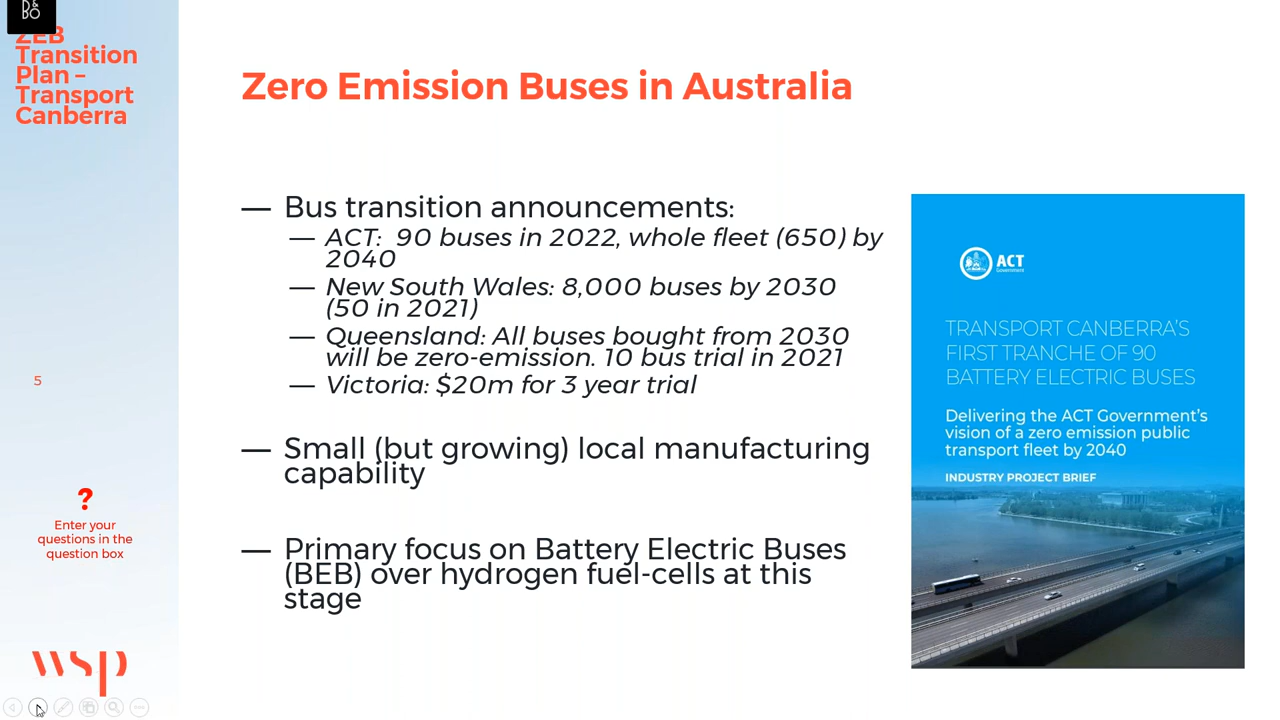 D&
BO
ZEB
Transition
Plan –
Transport
Canberra
Zero Emission Buses in Australia
— Bus transition announcements:
— ACT: 90 buses in 2022, whole fleet (650) by
2040
— New South Wales: 8,000 buses by 2030
(50 in 2021)
— Queensland: All buses bought from 2030
will be zero-emission. 10 bus trial in 2021
— Victoria: $20m for 3 year trial
— Small (but growing) local manufacturing
capability
— Primary focus on Battery Electric Buses
(BEB) over hydrogen fuel-cells at this
stage
ACT
Government
TRANSPORT CANBERRA'S
FIRST TRANCHE OF 90
BATTERY ELECTRIC BUSES
Delivering the ACT Government's
vision of a zero emission public
transport fleet by 2040
INDUSTRY PROJECT BRIEF
5
?
Enter your
questions in the
question box
wsp